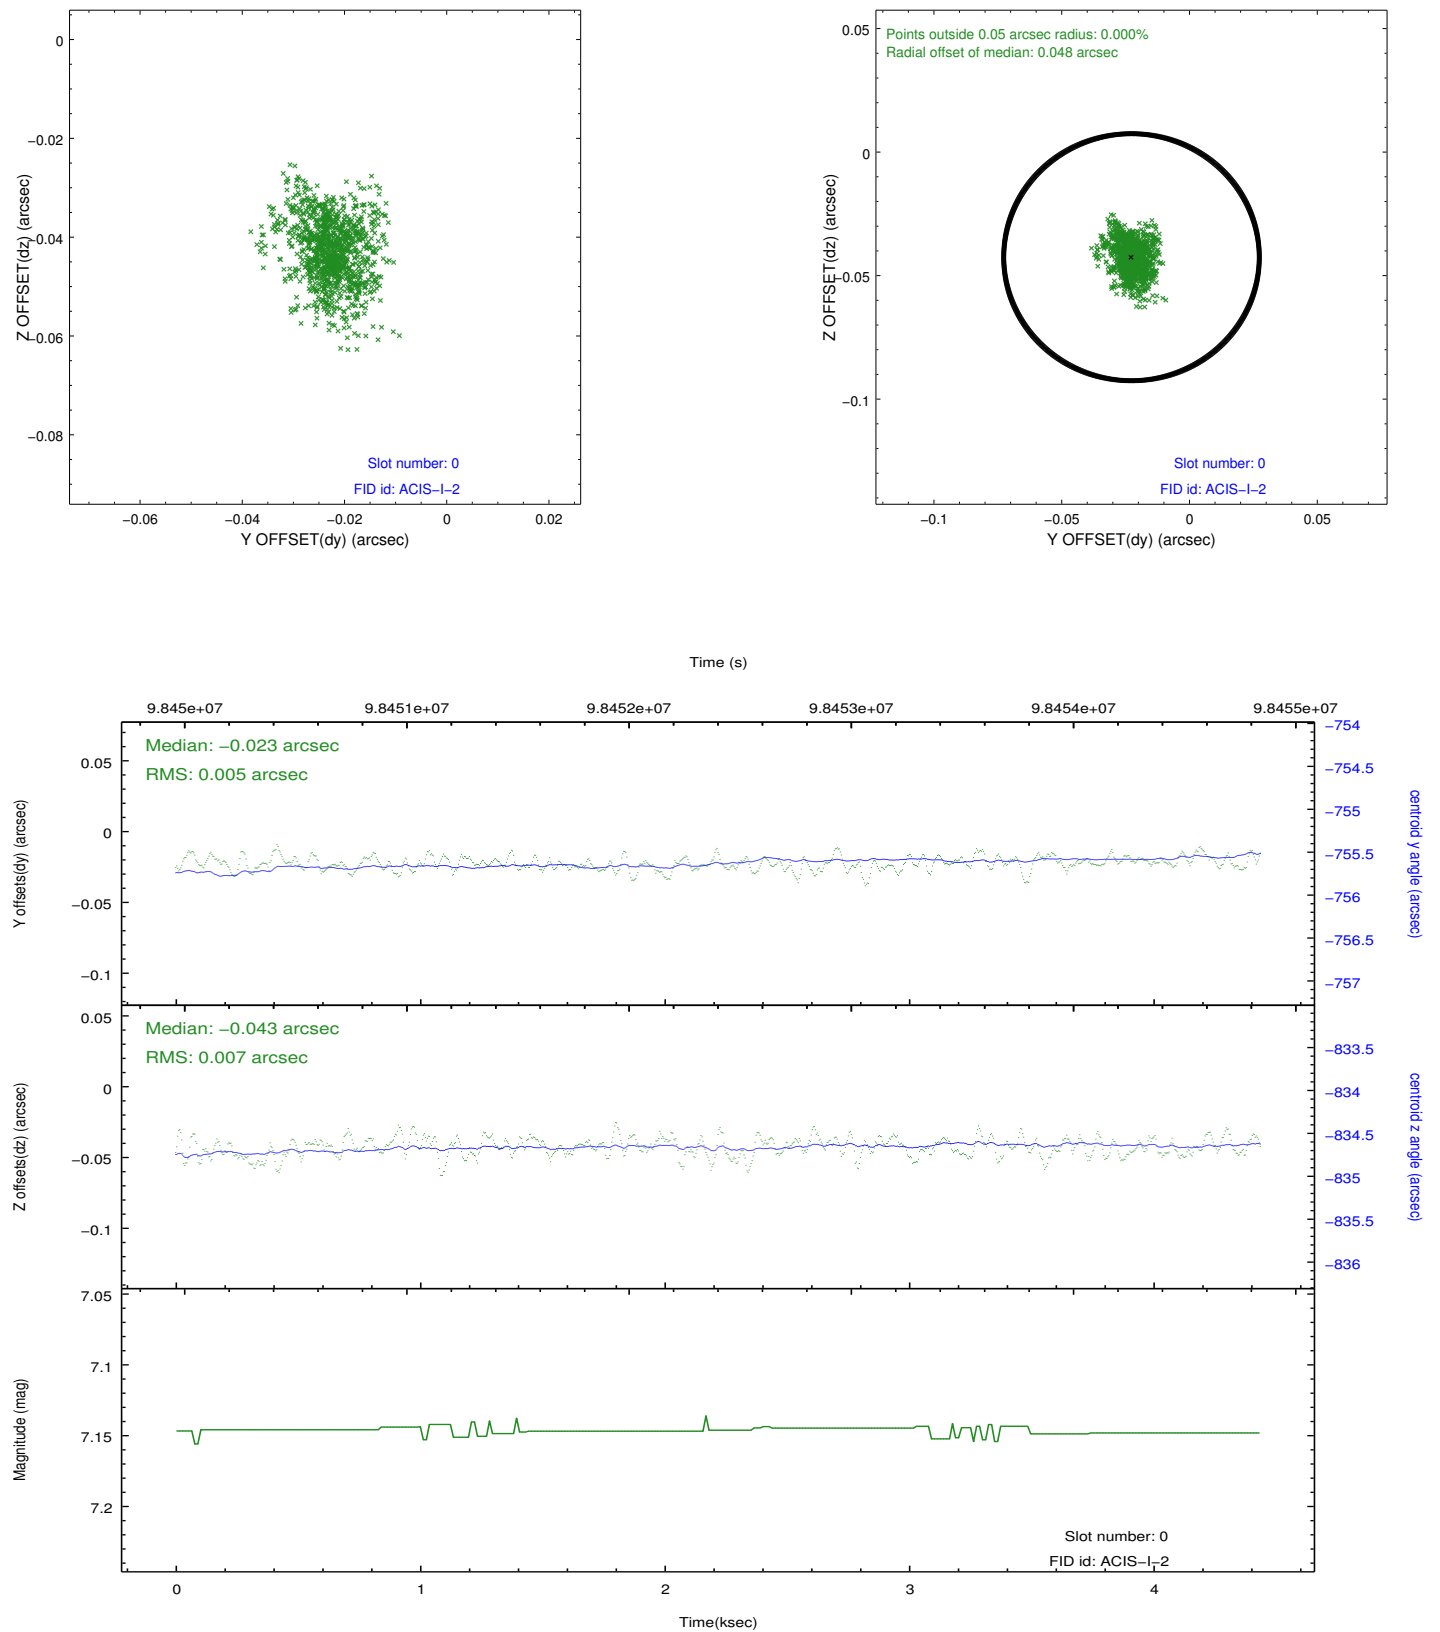 0
−0.02
−0.04
−0.06
−0.08
Z OFFSET(dz) (arcsec)
Slot number: 0
FID id: ACIS−I−2
−0.06
−0.04
−0.02
0
0.02
Y OFFSET(dy) (arcsec)
Points outside 0.05 arcsec radius: 0.000%
Radial offset of median: 0.048 arcsec
0.05
0
−0.05
−0.1
Z OFFSET(dz) (arcsec)
Slot number: 0
FID id: ACIS−I−2
−0.1
−0.05
0
0.05
Y OFFSET(dy) (arcsec)
Time (s)
9.845e+07
9.8451e+07
9.8452e+07
9.8453e+07
9.8454e+07
9.8455e+07
Median: −0.023 arcsec
RMS: 0.005 arcsec
0.05
0
−0.05
−0.1
Y offsets(dy) (arcsec)
−754
−754.5
−755
−755.5
−756
−756.5
−757
centroid y angle (arcsec)
Median: −0.043 arcsec
RMS: 0.007 arcsec
0.05
0
−0.05
−0.1
Z offsets(dz) (arcsec)
−833.5
−834
−834.5
−835
−835.5
−836
centroid z angle (arcsec)
7.05
7.1
7.15
7.2
Magnitude (mag)
Slot number: 0
FID id: ACIS−I−2
0
1
2
3
4
Time(ksec)